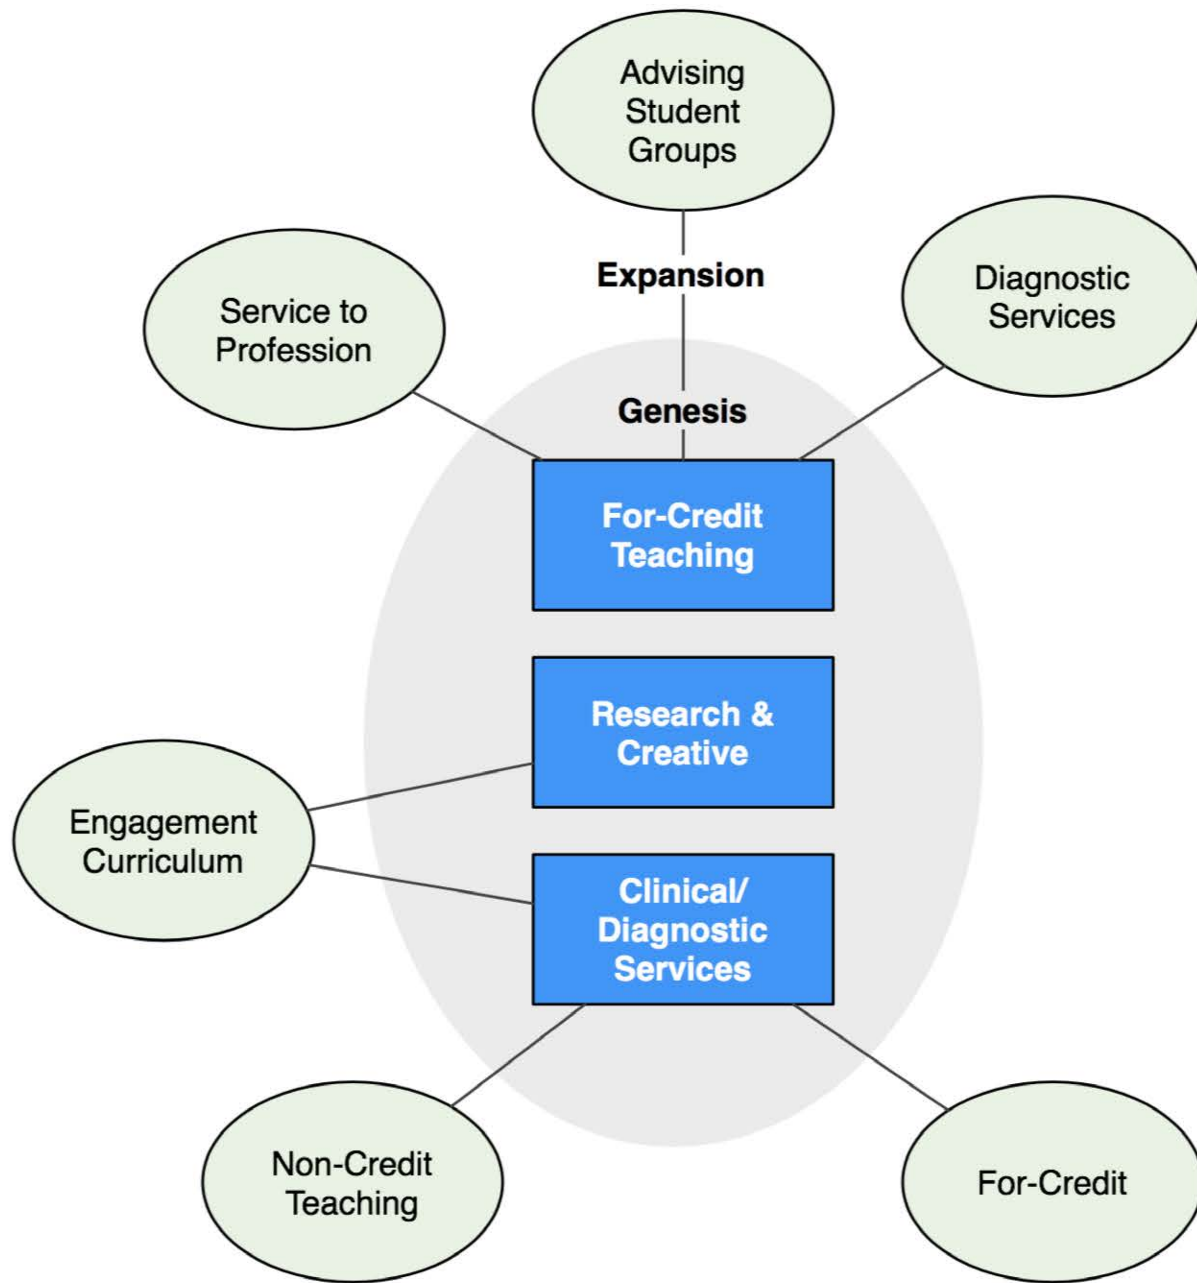 Advising
Student
Groups
Expansion
Diagnostic
Services
Service to
Profession
Genesis
For-Credit
Teaching
Research &
Creative
Engagement
Curriculum
Clinical/
Diagnostic
Services
Non-Credit
Teaching
For-Credit